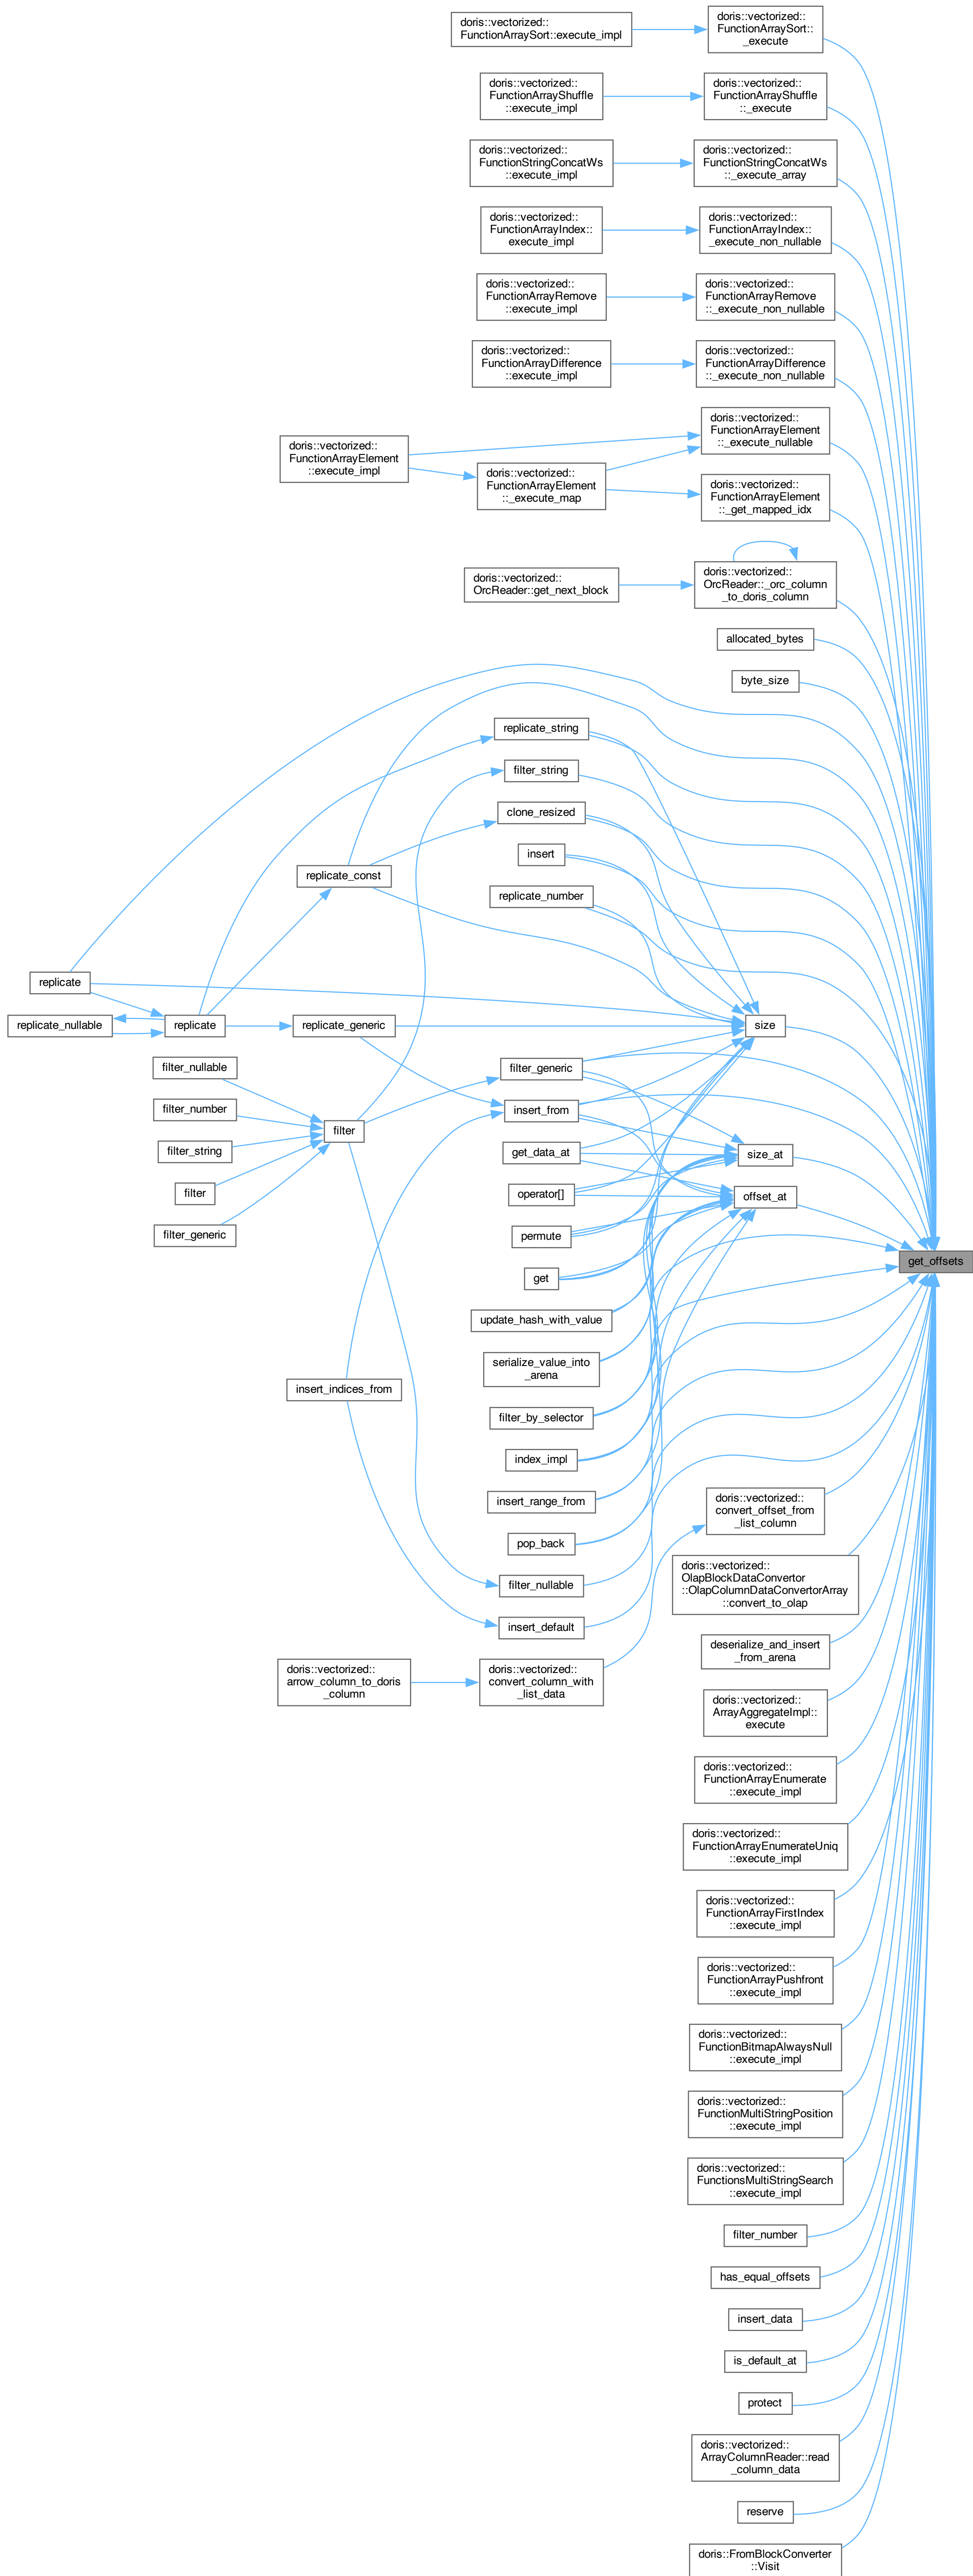 doris::vectorized::
FunctionArraySort::execute_impl
doris::vectorized::
FunctionArraySort::
_execute
doris::vectorized::
FunctionArrayShuffle
::execute_impl
doris::vectorized::
FunctionArrayShuffle
::_execute
doris::vectorized::
FunctionStringConcatWs
::execute_impl
doris::vectorized::
FunctionStringConcatWs
::_execute_array
doris::vectorized::
FunctionArrayIndex::
execute_impl
doris::vectorized::
FunctionArrayIndex::
_execute_non_nullable
doris::vectorized::
FunctionArrayRemove
::execute_impl
doris::vectorized::
FunctionArrayRemove
::_execute_non_nullable
doris::vectorized::
FunctionArrayDifference
::execute_impl
doris::vectorized::
FunctionArrayDifference
::_execute_non_nullable
doris::vectorized::
FunctionArrayElement
::execute_impl
doris::vectorized::
FunctionArrayElement
::_execute_nullable
doris::vectorized::
FunctionArrayElement
::_execute_map
doris::vectorized::
FunctionArrayElement
::_get_mapped_idx
doris::vectorized::
OrcReader::get_next_block
doris::vectorized::
OrcReader::_orc_column
_to_doris_column
allocated_bytes
byte_size
replicate_string
filter_string
clone_resized
insert
replicate_const
replicate_number
replicate
replicate_nullable
replicate
replicate_generic
size
filter_nullable
filter_generic
filter_number
insert_from
filter
filter_string
get_data_at
size_at
filter
operator[]
offset_at
filter_generic
permute
get_offsets
get
update_hash_with_value
serialize_value_into
_arena
insert_indices_from
filter_by_selector
index_impl
insert_range_from
doris::vectorized::
convert_offset_from
_list_column
pop_back
doris::vectorized::
OlapBlockDataConvertor
::OlapColumnDataConvertorArray
::convert_to_olap
filter_nullable
insert_default
deserialize_and_insert
_from_arena
doris::vectorized::
arrow_column_to_doris
_column
doris::vectorized::
convert_column_with
_list_data
doris::vectorized::
ArrayAggregateImpl::
execute
doris::vectorized::
FunctionArrayEnumerate
::execute_impl
doris::vectorized::
FunctionArrayEnumerateUniq
::execute_impl
doris::vectorized::
FunctionArrayFirstIndex
::execute_impl
doris::vectorized::
FunctionArrayPushfront
::execute_impl
doris::vectorized::
FunctionBitmapAlwaysNull
::execute_impl
doris::vectorized::
FunctionMultiStringPosition
::execute_impl
doris::vectorized::
FunctionsMultiStringSearch
::execute_impl
filter_number
has_equal_offsets
insert_data
is_default_at
protect
doris::vectorized::
ArrayColumnReader::read
_column_data
reserve
doris::FromBlockConverter
::Visit